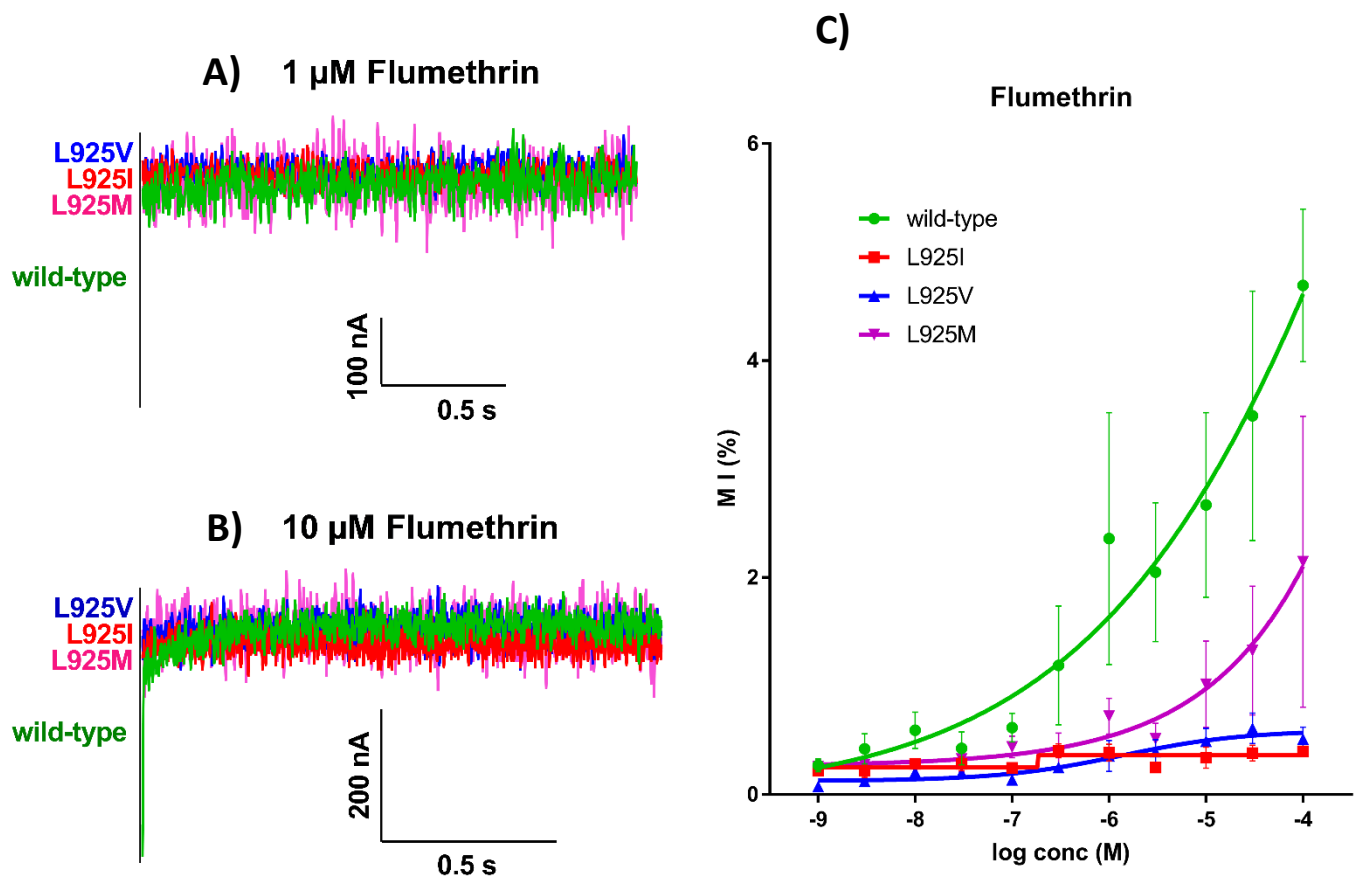 A) 1 µM Flumethrin
L925V
L925I
L925M
wild-type
100 nA
0.5 s
B) 10 µM Flumethrin
L925V
L925I
L925M
wild-type
200 nA
0.5 s
C)
Flumethrin
6
4
2
0
M I (%)
wild-type
L925I
L925V
L925M
-9 -8 -7 -6 -5 -4
log conc (M)